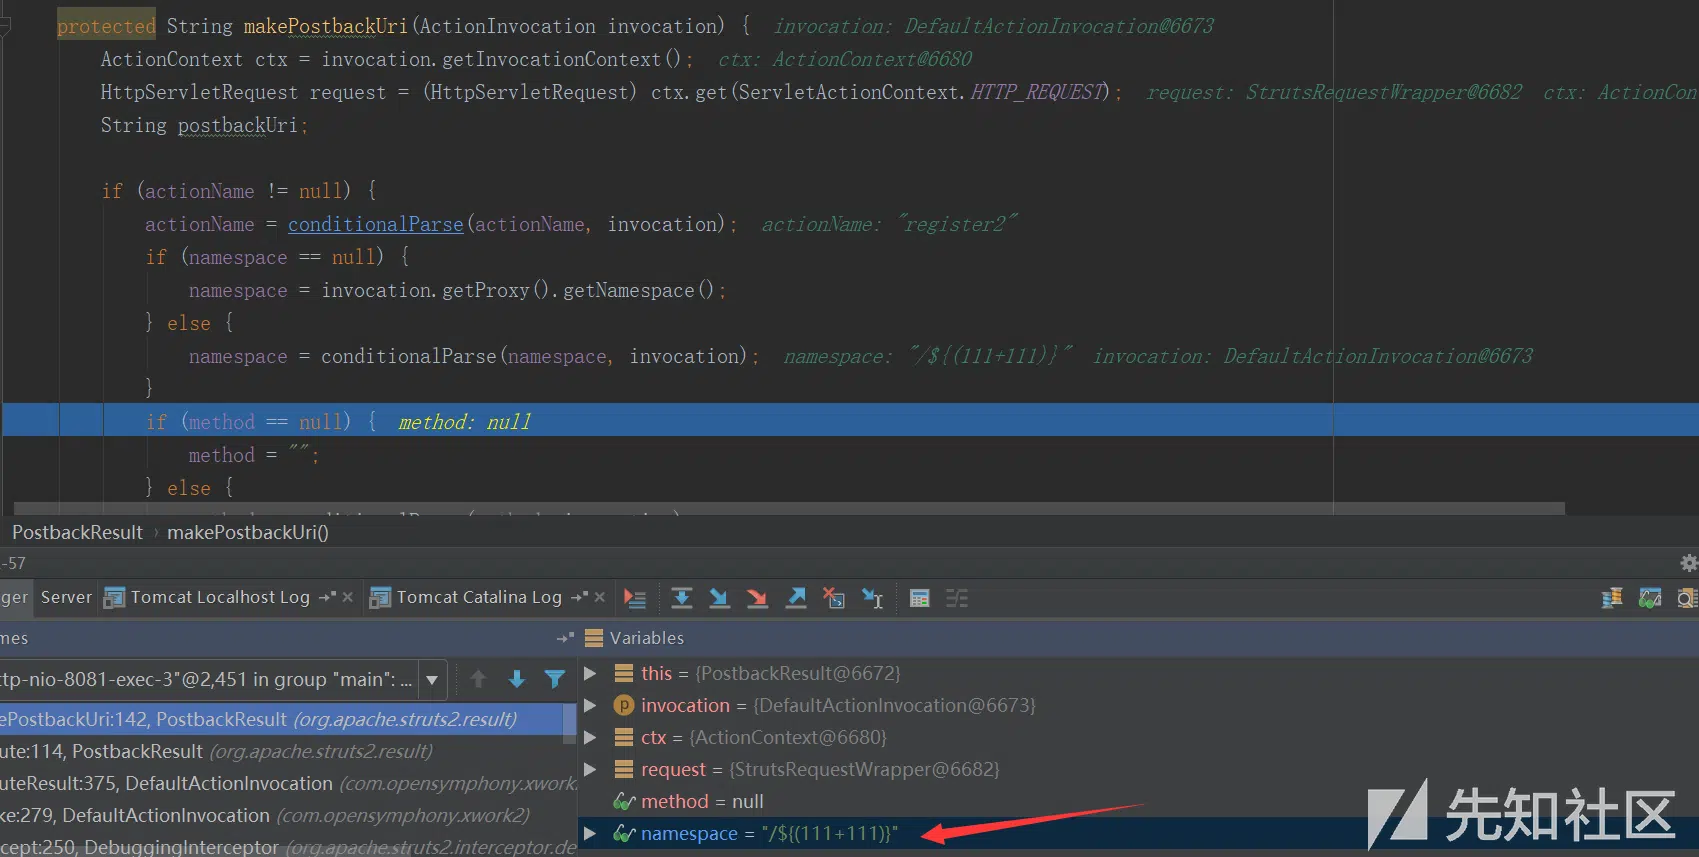 protected String makePostbackUri(ActionInvocation invocation) {  invocation: DefaultActionInvocation@6673
ActionContext ctx = invocation.getInvocationContext();  ctx: ActionContext@6680
HttpServletRequest request = (HttpServletRequest) ctx.get(ServletActionContext.HTTP_REQUEST);  request: StrutsRequestWrapper@6682  ctx: ActionCon
String postbackUri;
if (actionName != null) {
actionName = conditionalParse(actionName, invocation);  actionName: "register2"
if (namespace == null) {
namespace = invocation.getProxy().getNamespace();
} else {
namespace = conditionalParse(namespace, invocation);  namespace: "/${(111+111)}"  invocation: DefaultActionInvocation@6673
}
if (method == null) {  method: null
method = "";
} else {
PostbackResult › makePostbackUri()
-57
ger Server Tomcat Localhost Log Tomcat Catalina Log
mes
Variables
ttp-nio-8081-exec-3"@2,451 in group "main": ...
ePostbackUri:142, PostbackResult (org.apache.struts2.result)
ute:114, PostbackResult (org.apache.struts2.result)
uteResult:375, DefaultActionInvocation (com.opensymphony.xwork
ke:279, DefaultActionInvocation (com.opensymphony.xwork2)
cept:250, DebuggingInterceptor (org.apache.struts2.interceptor.de
this = {PostbackResult@6672}
invocation = {DefaultActionInvocation@6673}
ctx = {ActionContext@6680}
request = {StrutsRequestWrapper@6682}
method = null
namespace = "/${(111+111)}"
先知社区